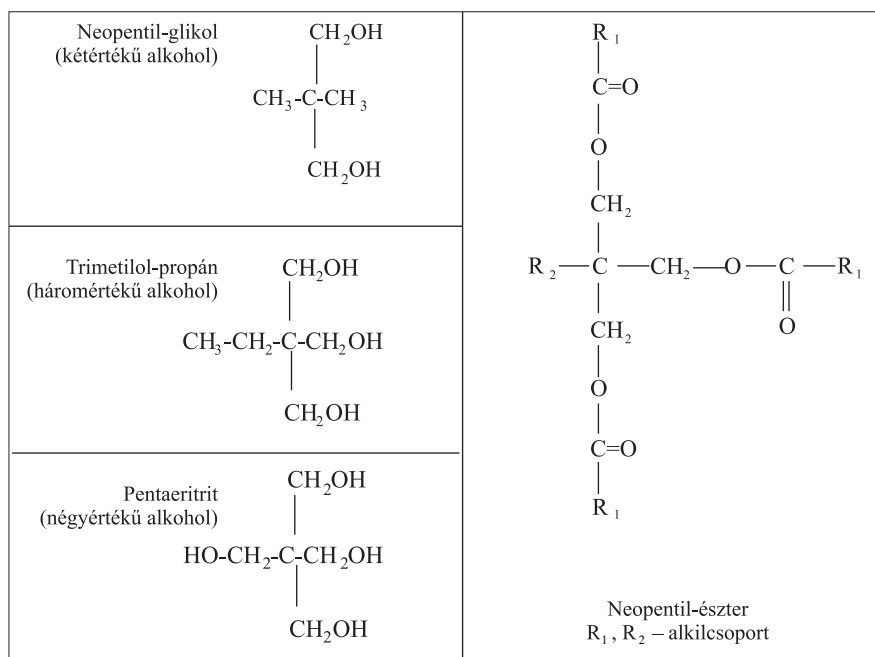 Neopentil-glikol
(kétértékű alkohol)
CH₂OH
CH₃-C-CH₃
CH₂OH
Trimetilol-propán
(háromértékű alkohol)
CH₂OH
CH₃-CH₂-C-CH₂OH
CH₂OH
Pentaeritrit
(négyértékű alkohol)
CH₂OH
HO-CH₂-C-CH₂OH
CH₂OH
R₁
C=O
O
CH₂
R₂ — C — CH₂ — O — C — R₁
O
CH₂
O
C=O
R₁
Neopentil-észter
R₁, R₂ – alkilcsoport